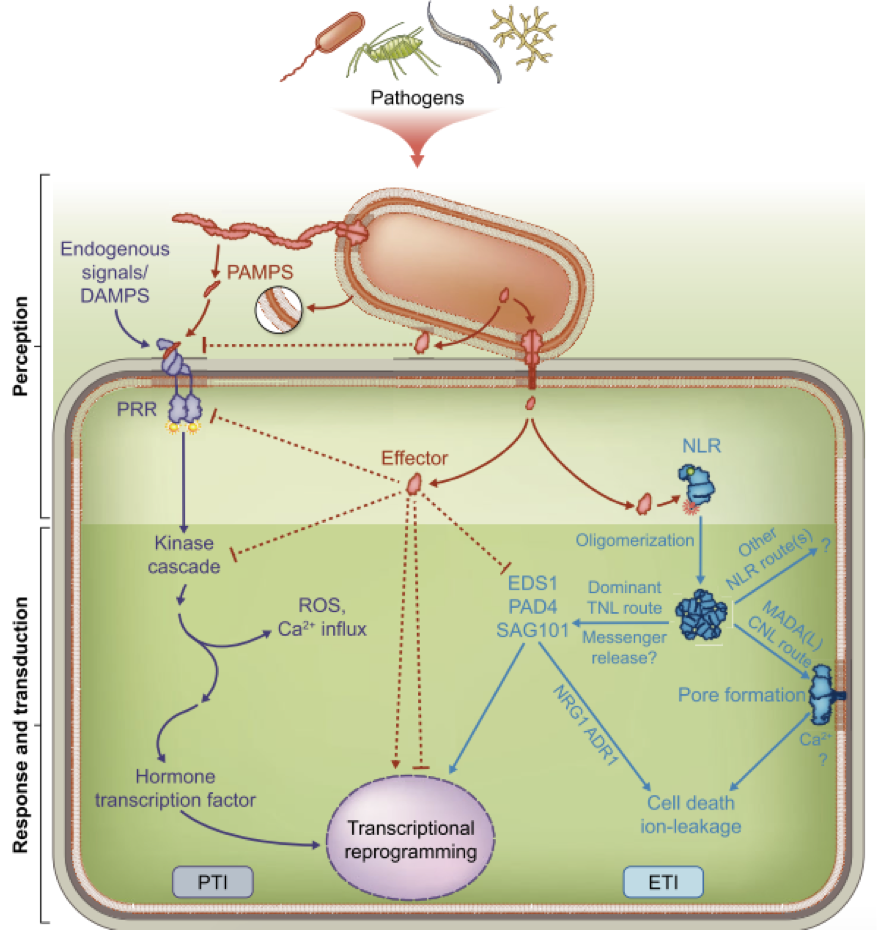 Pathogens
Perception
Endogenous
signals/
DAMPS
PAMPS
PRR
Effector
NLR
Response and transduction
Kinase
cascade
ROS,
Ca²⁺ influx
Hormone
transcription factor
Oligomerization
Other
NLR route(s)
?
EDS1
PAD4
SAG101
Dominant
TNL route
Messenger
release?
MADA(L)
CNL route
Pore formation
Ca²⁺
?
NRG1 ADR1
Cell death
ion-leakage
Transcriptional
reprogramming
PTI
ETI